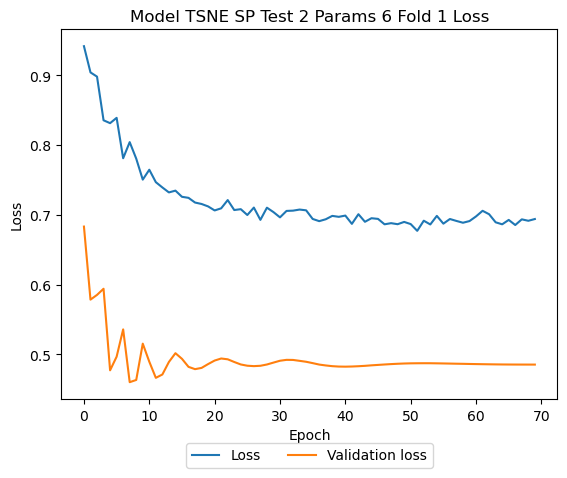 Model TSNE SP Test 2 Params 6 Fold 1 Loss
0.9
0.8
0.7
0.6
0.5
Loss
0 10 20 30 40 50 60 70
Epoch
Loss Validation loss